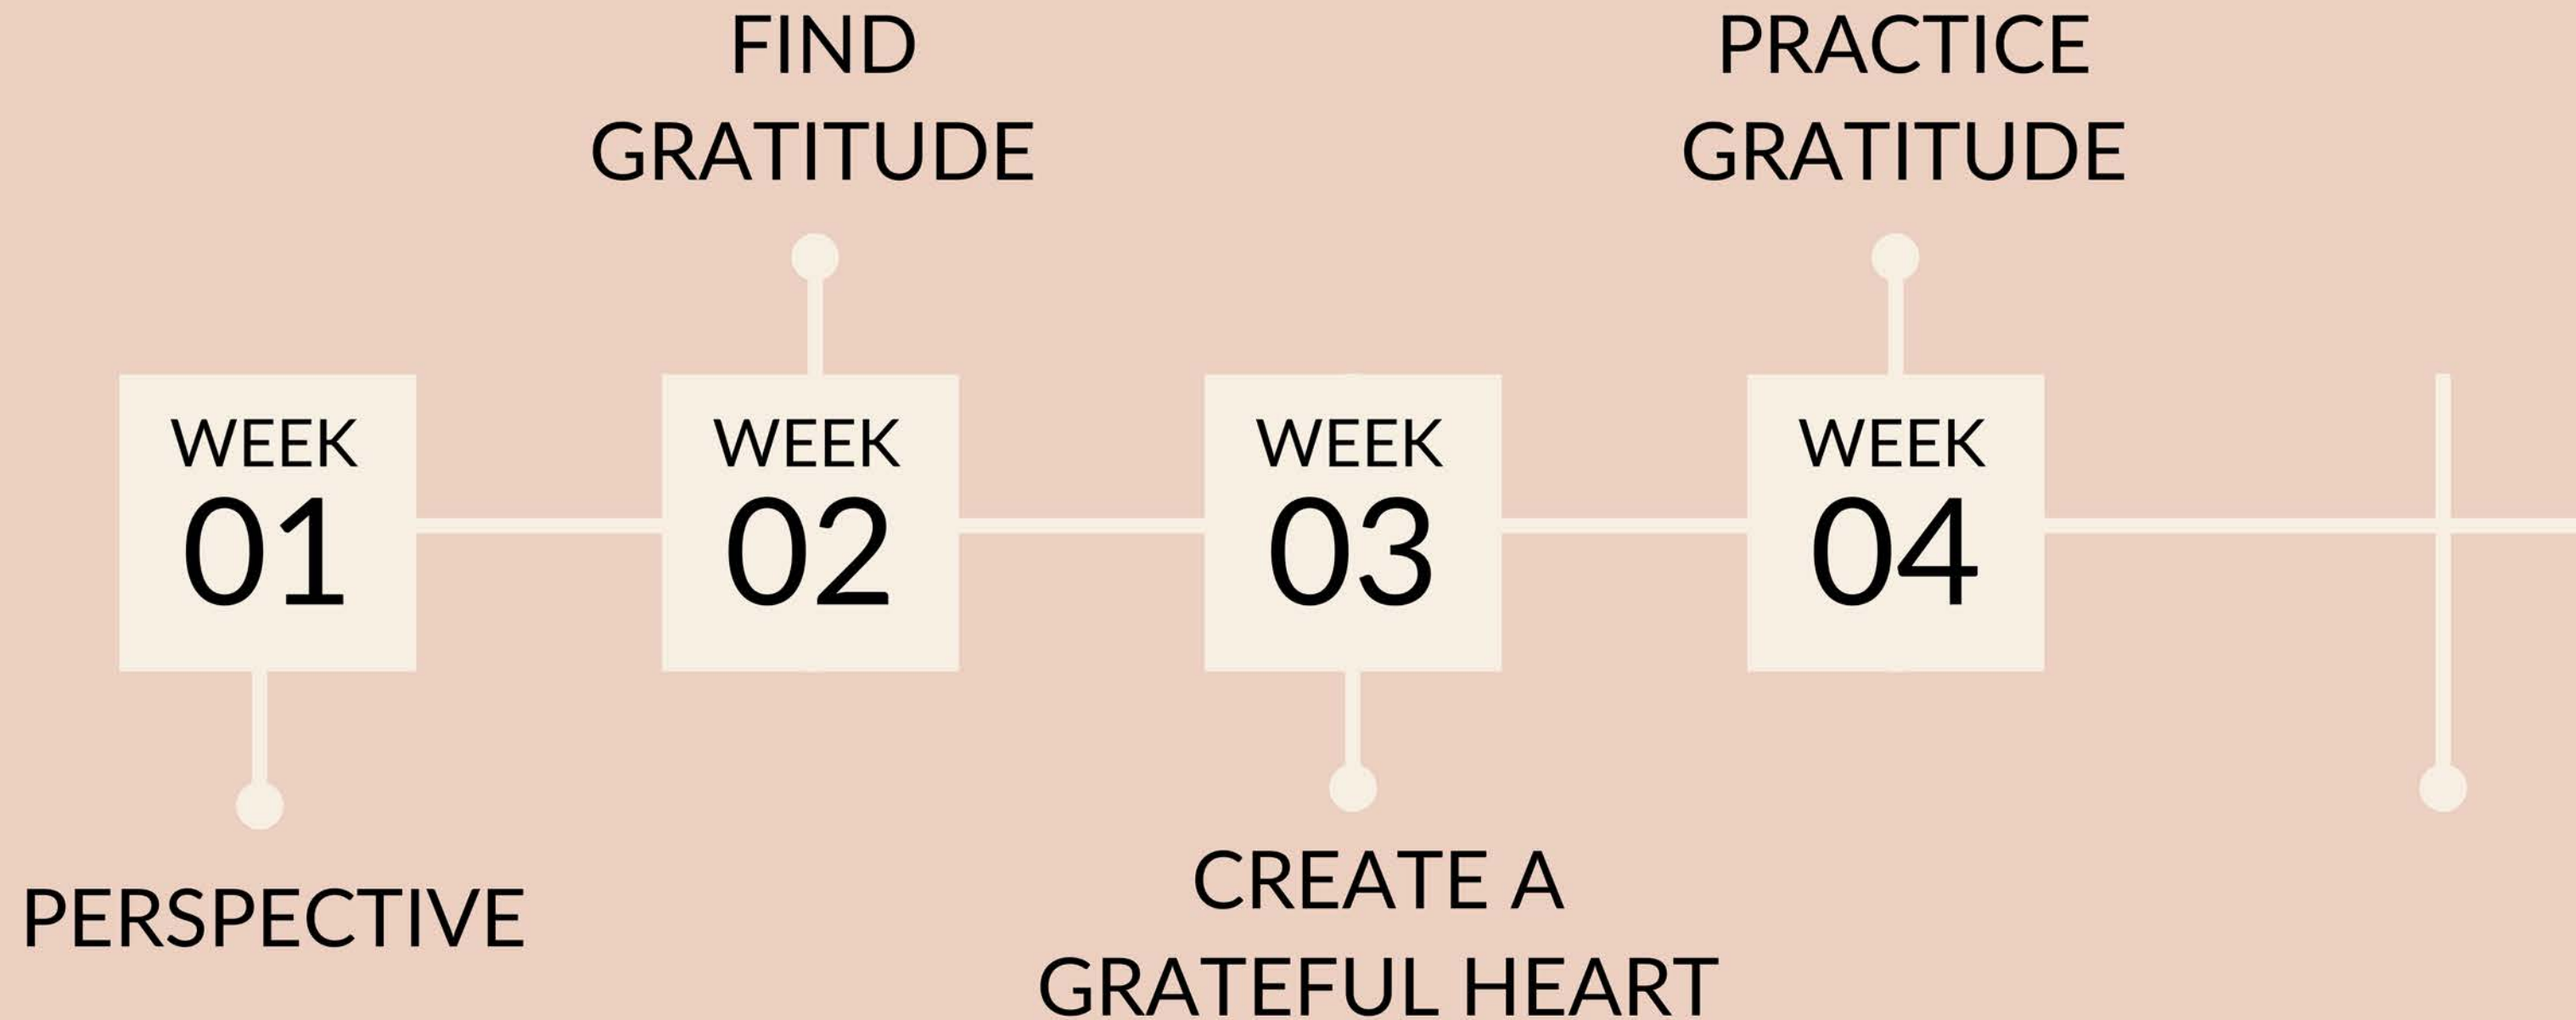 FIND
GRATITUDE
PRACTICE
GRATITUDE
WEEK
01
WEEK
02
WEEK
03
WEEK
04
PERSPECTIVE
CREATE A
GRATEFUL HEART